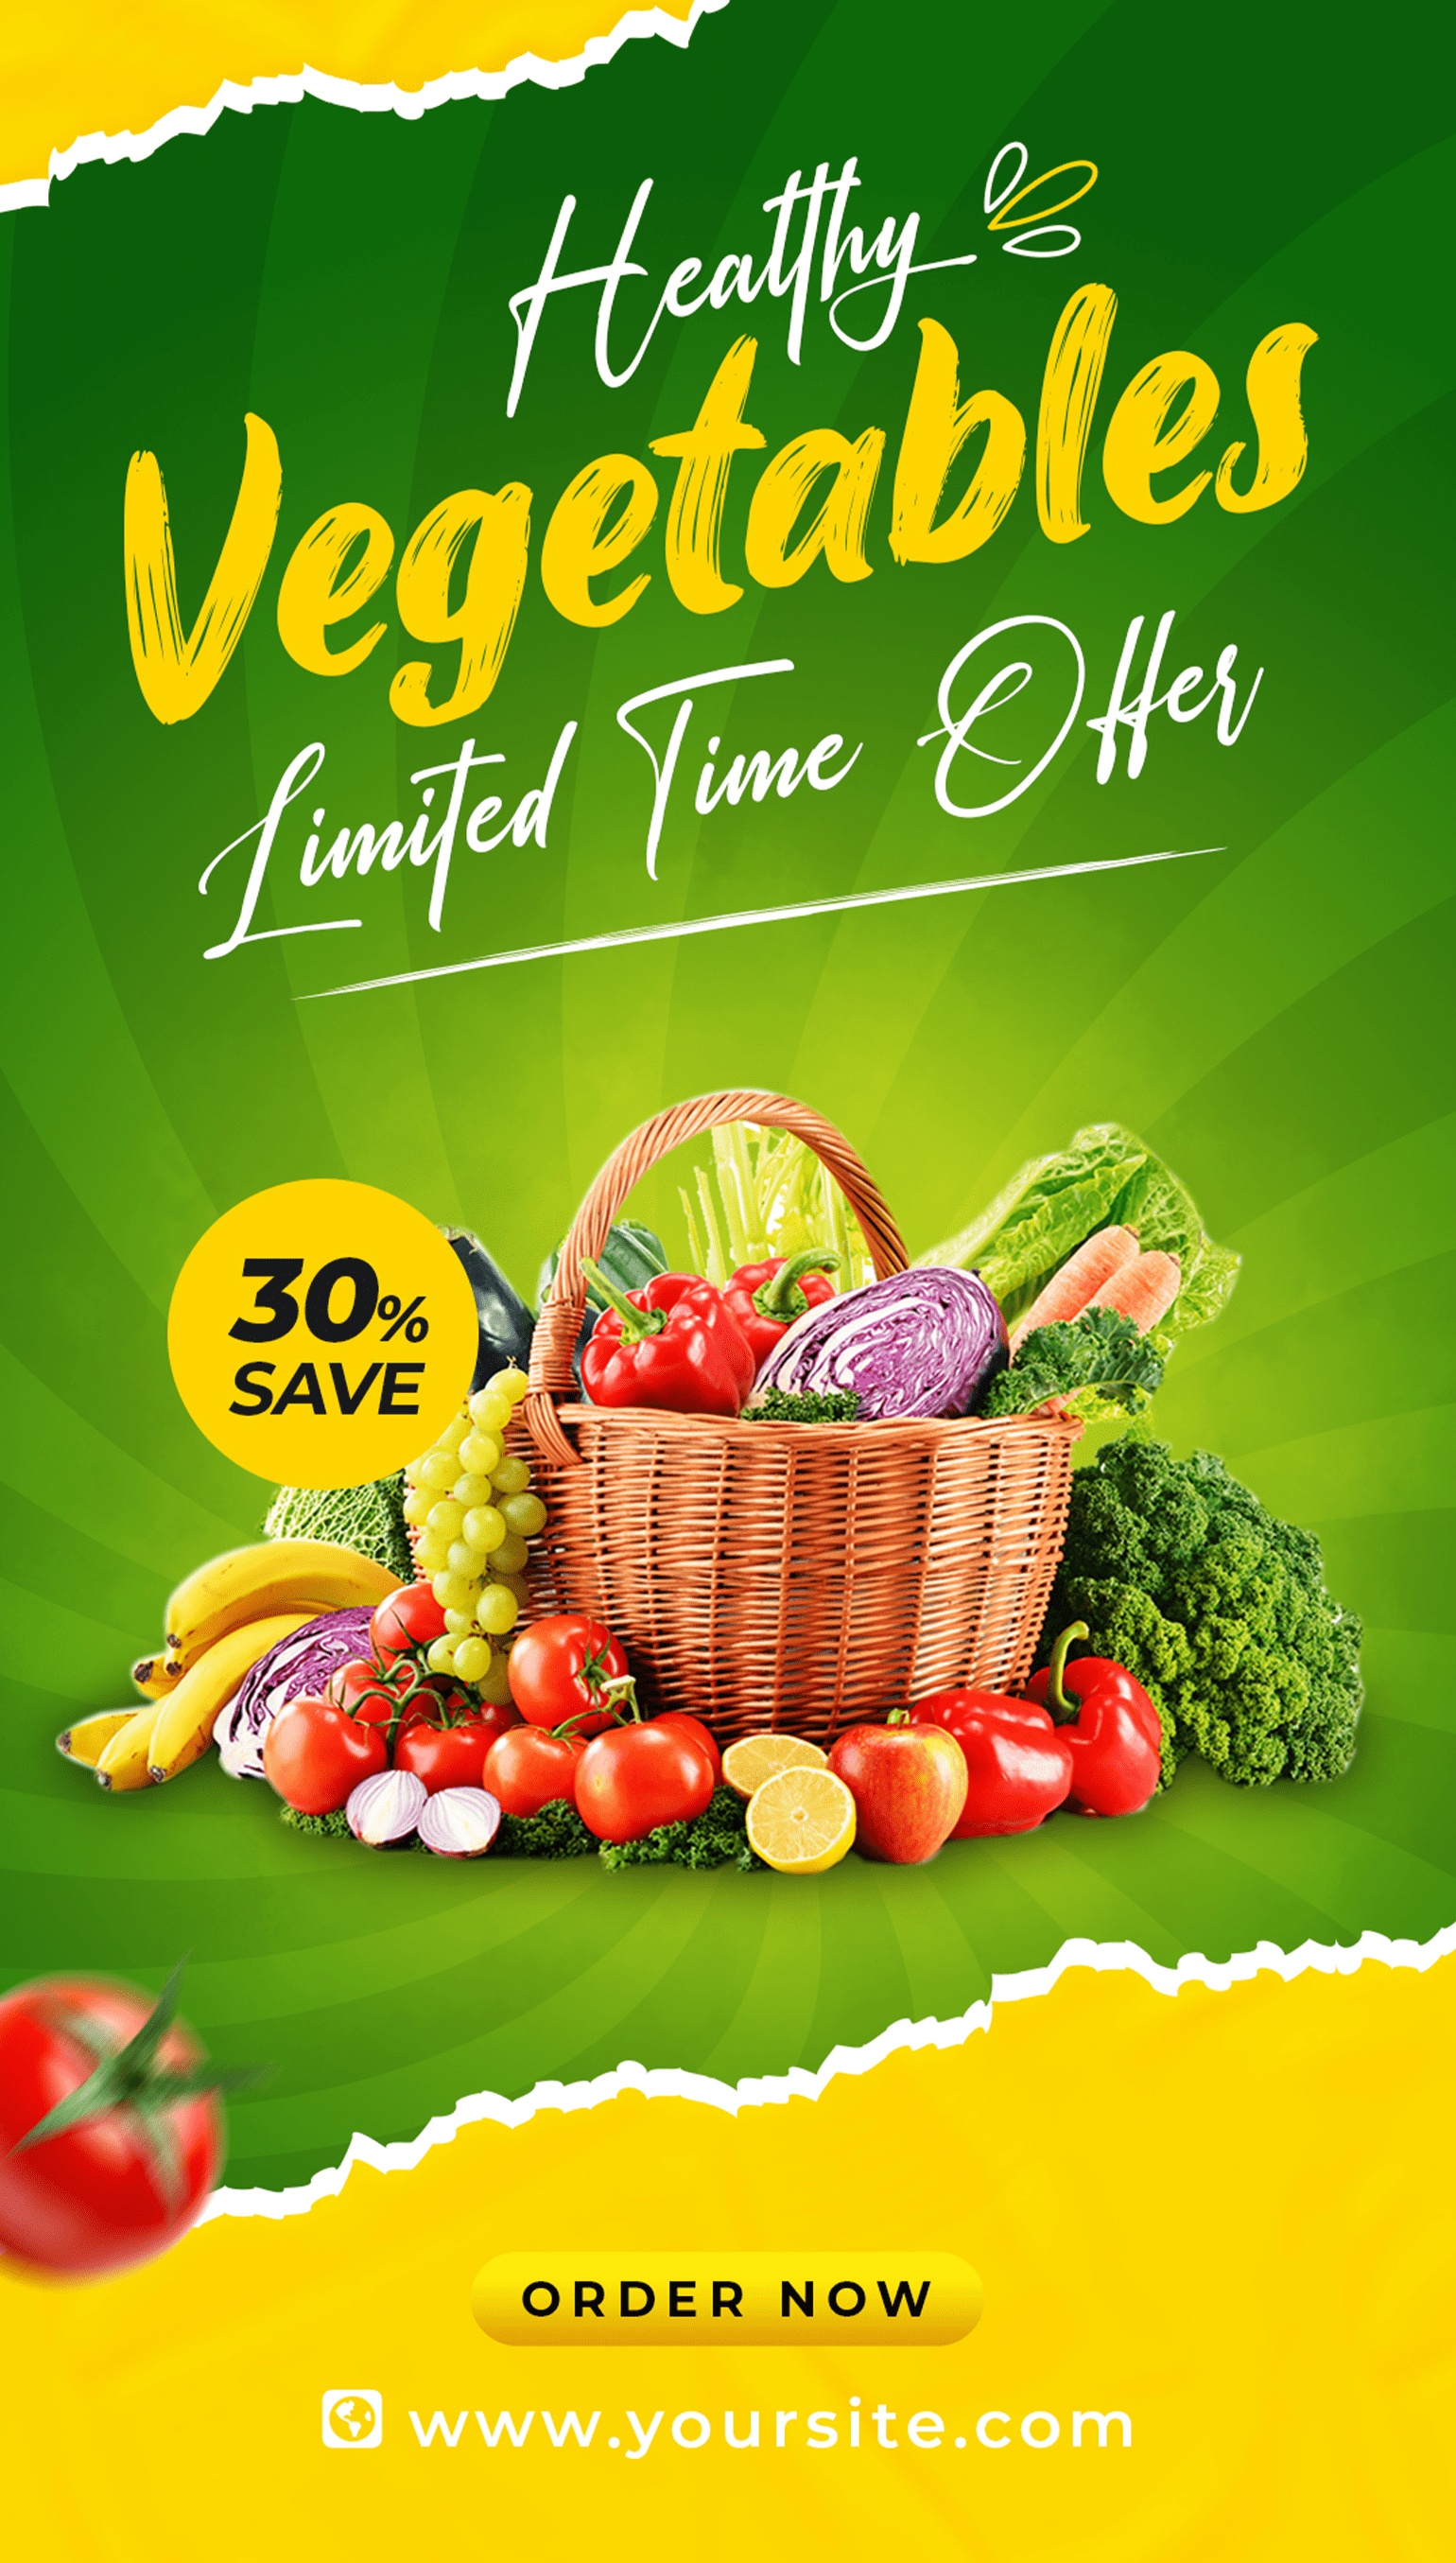 Healthy
Vegetables
Limited Time Offer
30%
SAVE
ORDER NOW
www.yoursite.com